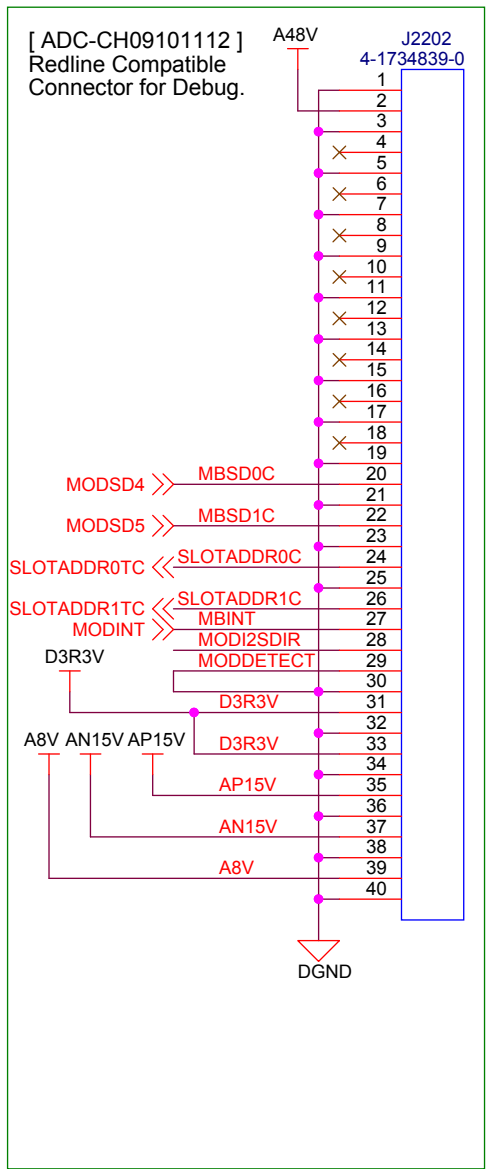 [ ADC-CH09101112 ]
Redline Compatible
Connector for Debug.
A48V
J2202
4-1734839-0
1
2
3
4
5
6
7
8
9
10
11
12
13
14
15
16
17
18
19
MODSD4 MBSD0C 20
21
MODSD5 MBSD1C 22
23
SLOTADDR0TC SLOTADDR0C 24
25
SLOTADDR1TC SLOTADDR1C 26
MODINT MBINT 27
MODI2SDIR 28
MODDETECT 29
D3R3V
30
D3R3V 31
32
A8V AN15V AP15V
D3R3V 33
34
AP15V 35
36
AN15V 37
38
A8V 39
40
DGND